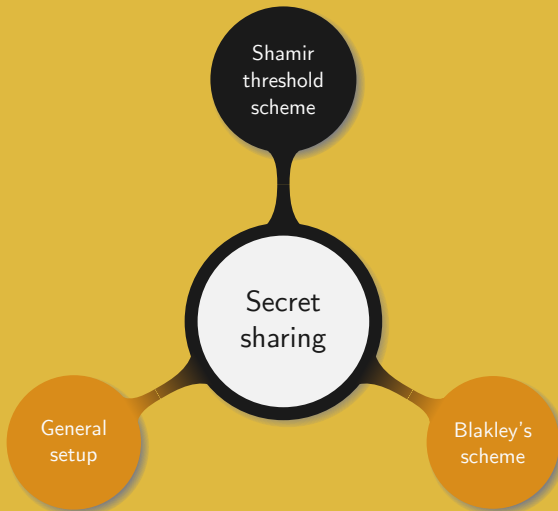 Shamir
threshold
scheme
Secret
sharing
General
setup
Blakley's
scheme